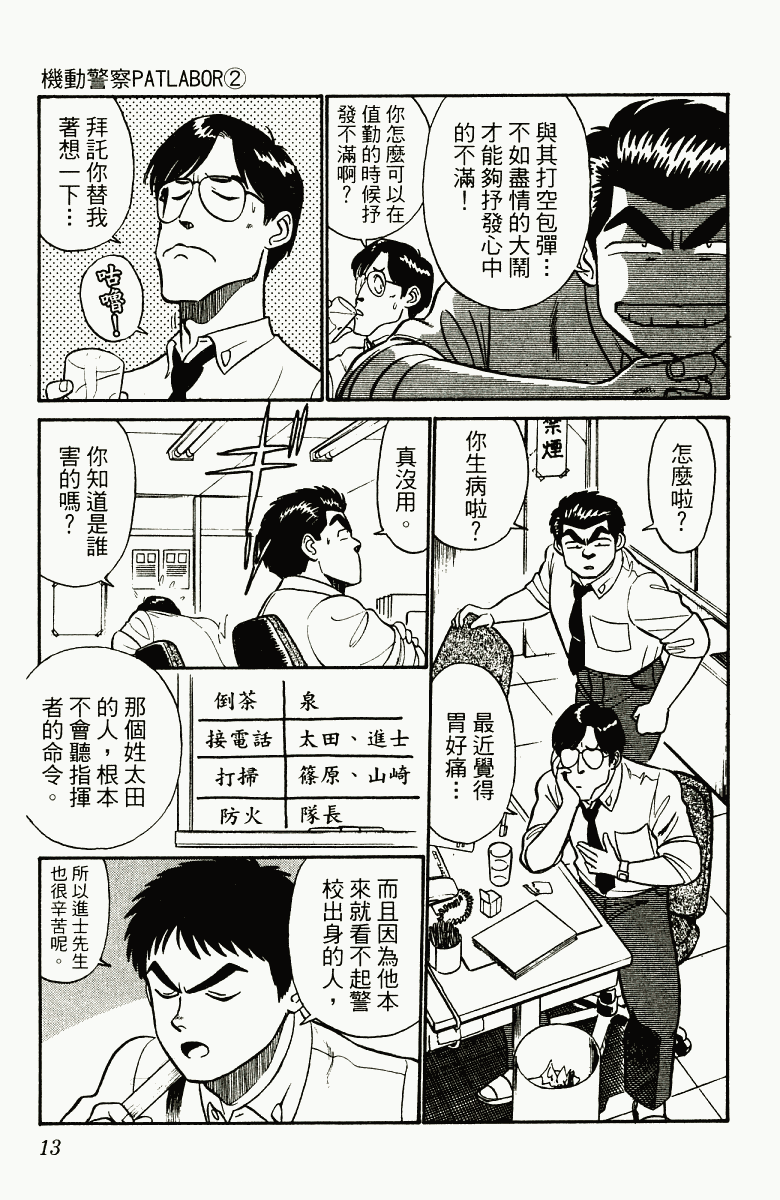 機動警察PATLABOR②
與其打空包彈…
不如盡情的大鬧
才能夠抒發心中
的不滿！
你怎麼可以在
值勤的時候抒
發不滿啊？
拜託你替我
著想一下…
咕嚕！
怎麼啦？
禁煙
你生病啦？
最近覺得
胃好痛…
真沒用。
你知道是誰
害的嗎？
倒茶 泉
接電話 太田、進士
打掃 篠原、山崎
防火 隊長
那個姓太田
的人，根本
不會聽指揮
者的命令。
而且因為他本
來就看不起警
校出身的人，
所以進士先生
也很辛苦呢。
13